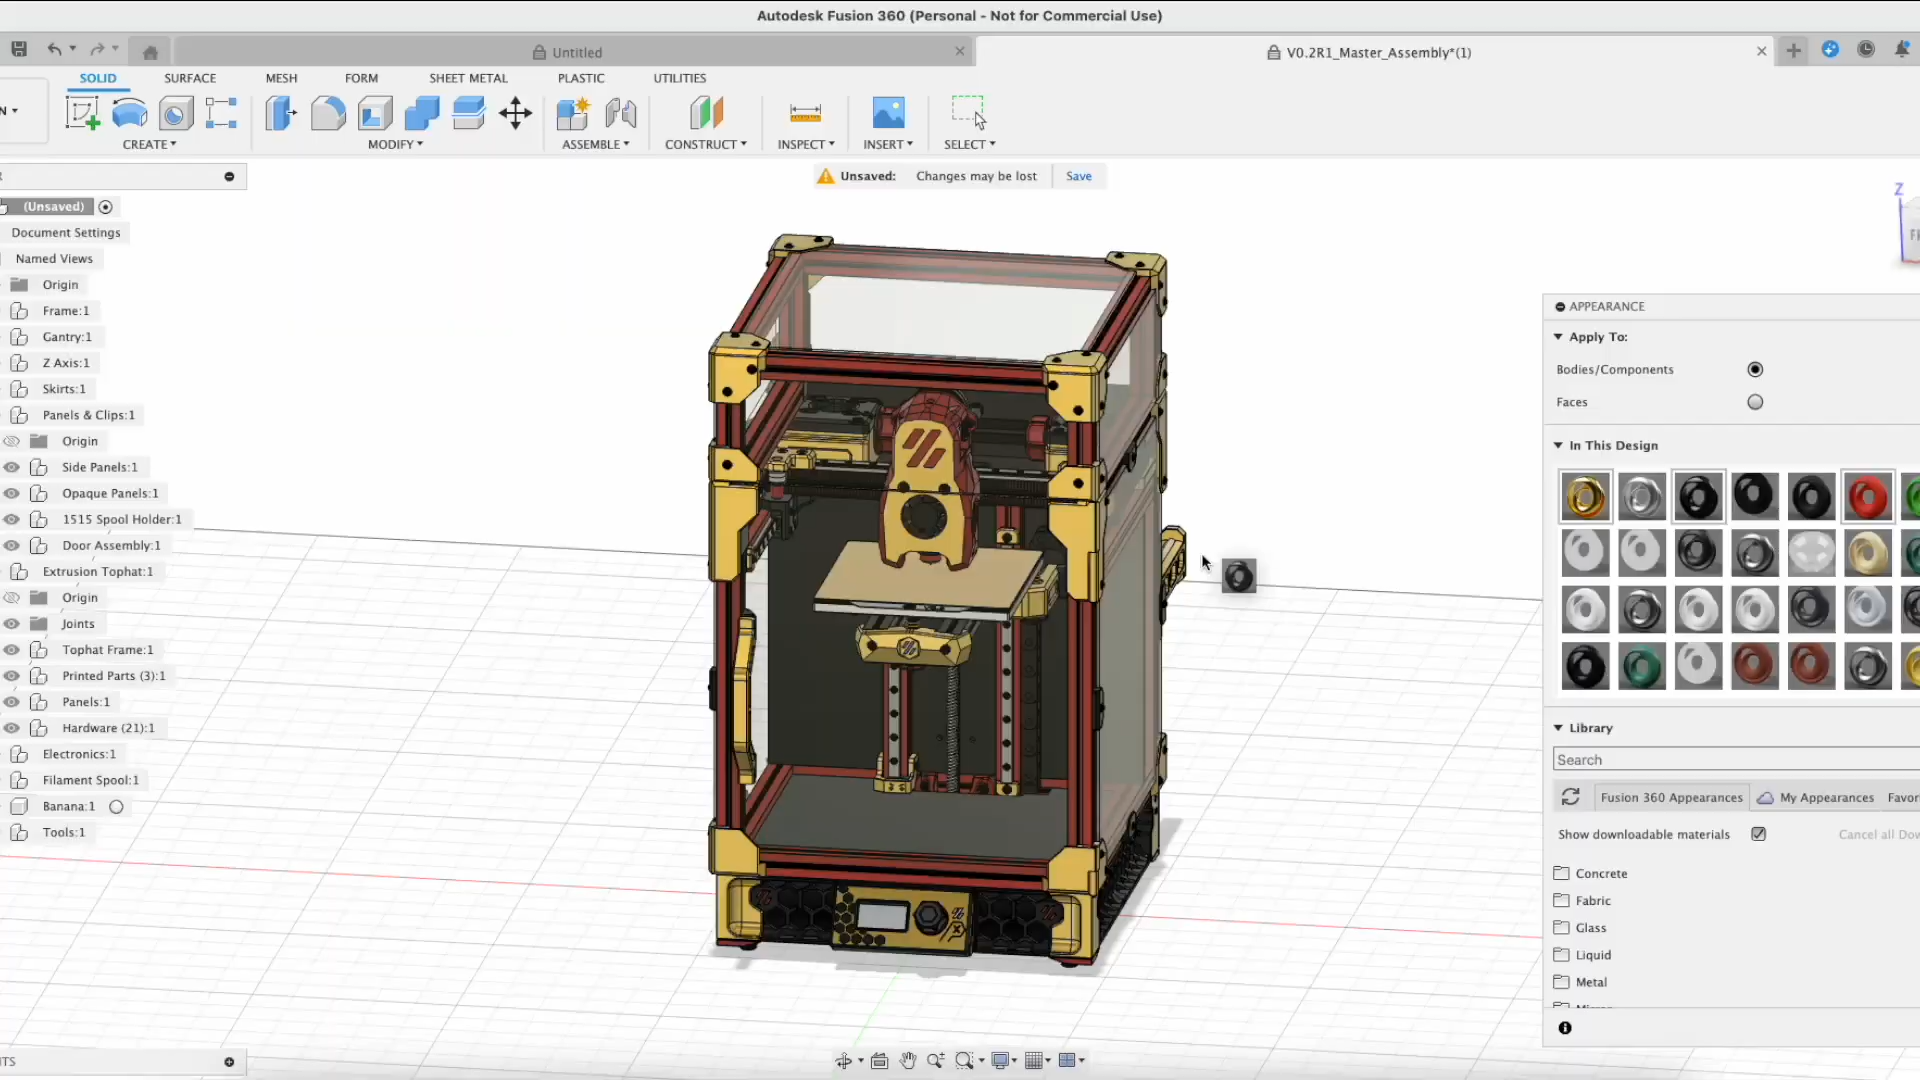 Autodesk Fusion 360 (Personal - Not for Commercial Use)
Untitled
V0.2R1_Master_Assembly*(1)
SOLID SURFACE MESH FORM SHEET METAL PLASTIC UTILITIES
CREATE MODIFY ASSEMBLE CONSTRUCT INSPECT INSERT SELECT
Unsaved: Changes may be lost Save
(Unsaved)
Document Settings
Named Views
Origin
Frame:1
Gantry:1
Z Axis:1
Skirts:1
Panels & Clips:1
Origin
Side Panels:1
Opaque Panels:1
1515 Spool Holder:1
Door Assembly:1
Extrusion Tophat:1
Origin
Joints
Tophat Frame:1
Printed Parts (3):1
Panels:1
Hardware (21):1
Electronics:1
Filament Spool:1
Banana:1
Tools:1
Z
APPEARANCE
Apply To:
Bodies/Components
Faces
In This Design
Library
Search
Fusion 360 Appearances My Appearances Favor
Show downloadable materials Cancel all Dow
Concrete
Fabric
Glass
Liquid
Metal